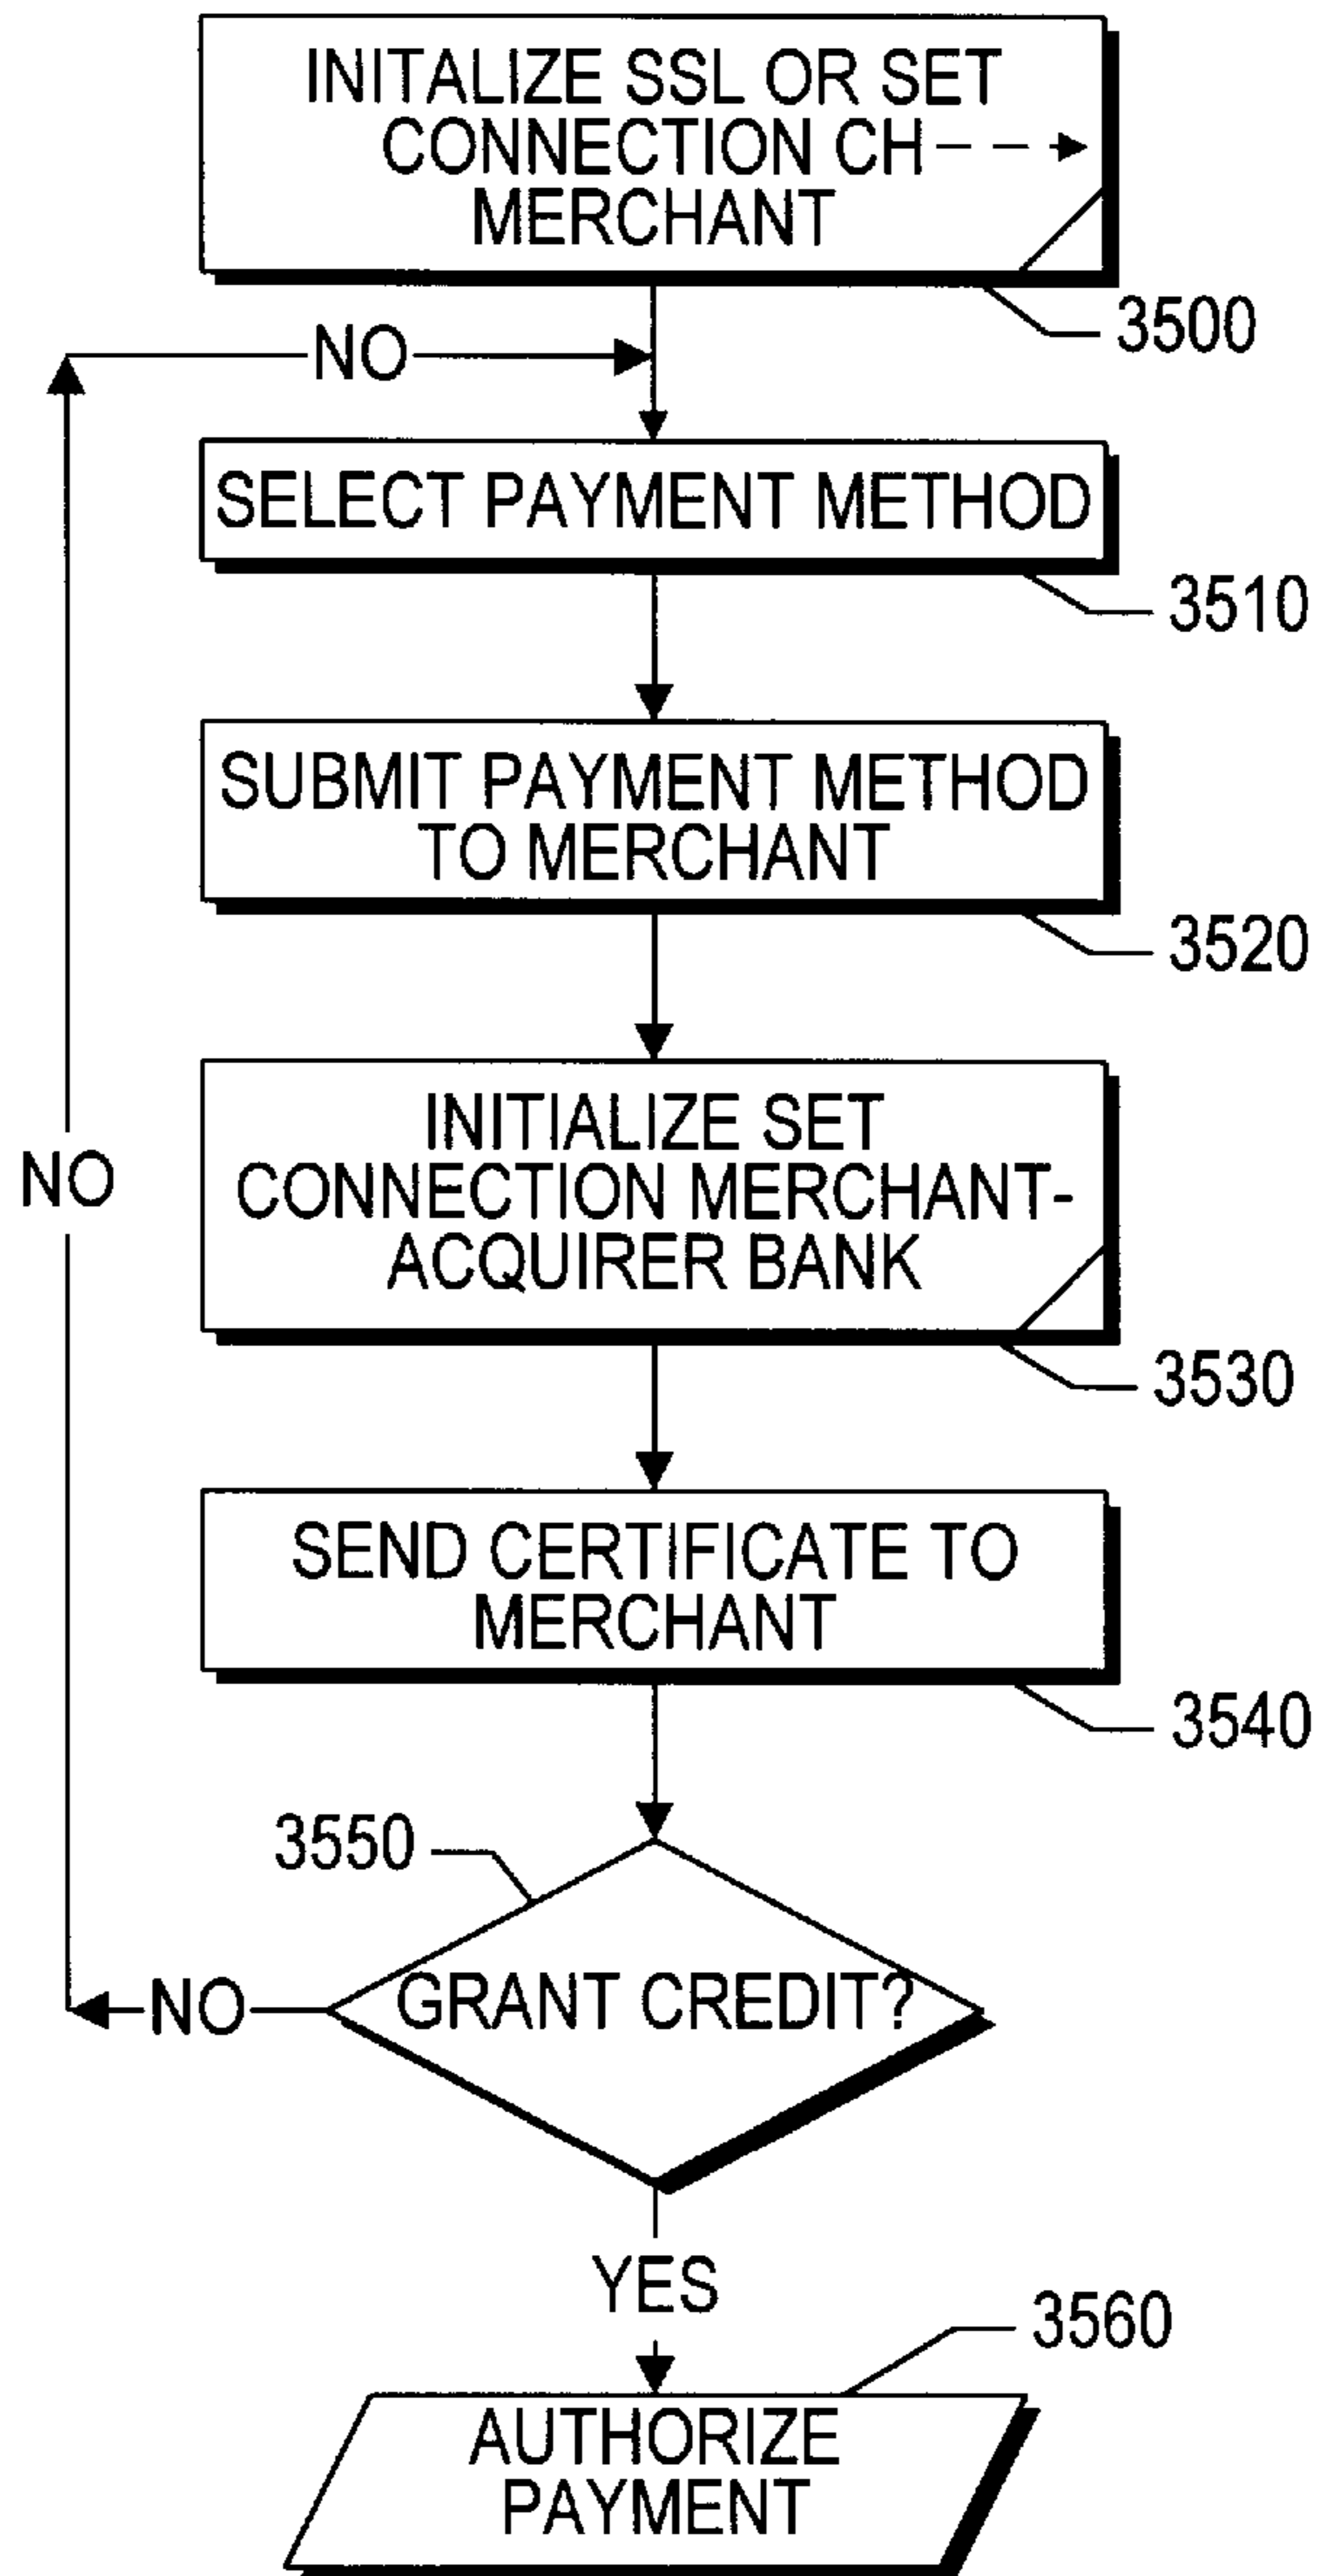 INITALIZE SSL OR SET
CONNECTION CH
MERCHANT
3500
NO
SELECT PAYMENT METHOD
3510
SUBMIT PAYMENT METHOD
TO MERCHANT
3520
INITIALIZE SET
CONNECTION MERCHANT-
ACQUIRER BANK
NO
3530
SEND CERTIFICATE TO
MERCHANT
3540
3550
GRANT CREDIT?
NO
YES
3560
AUTHORIZE
PAYMENT